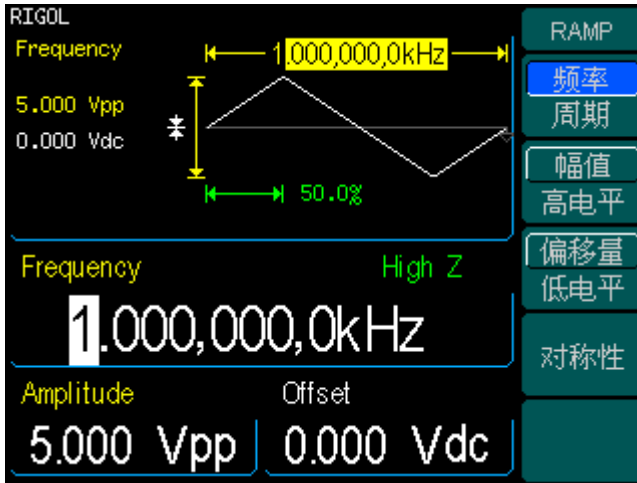 RIGOL
Frequency
1.000,000,0kHz
5.000 Vpp
0.000 Vdc
50.0%
Frequency
High Z
1.000,000,0kHz
Amplitude
Offset
5.000 Vpp
0.000 Vdc
RAMP
频率
周期
幅值
高电平
偏移量
低电平
对称性